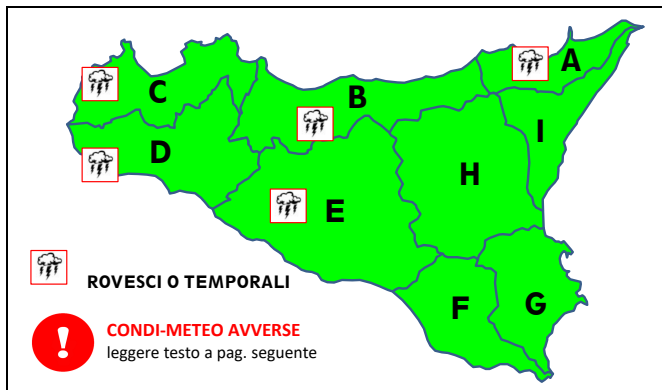 A
C
B
I
D
H
E
ROVESCI O TEMPORALI
F
G
!
CONDI-METEO AVVERSE
leggere testo a pag. seguente